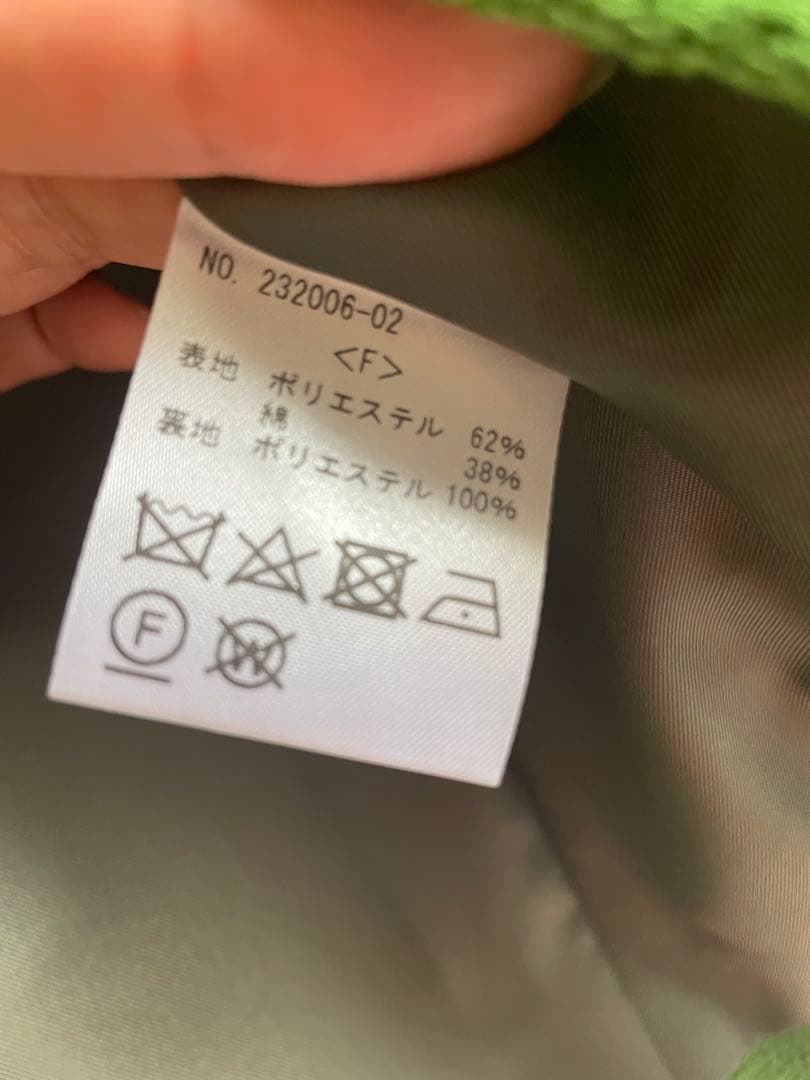 NO. 232006-02
<F>
表地 ポリエステル 62%
綿 38%
裏地 ポリエステル 100%
F
W